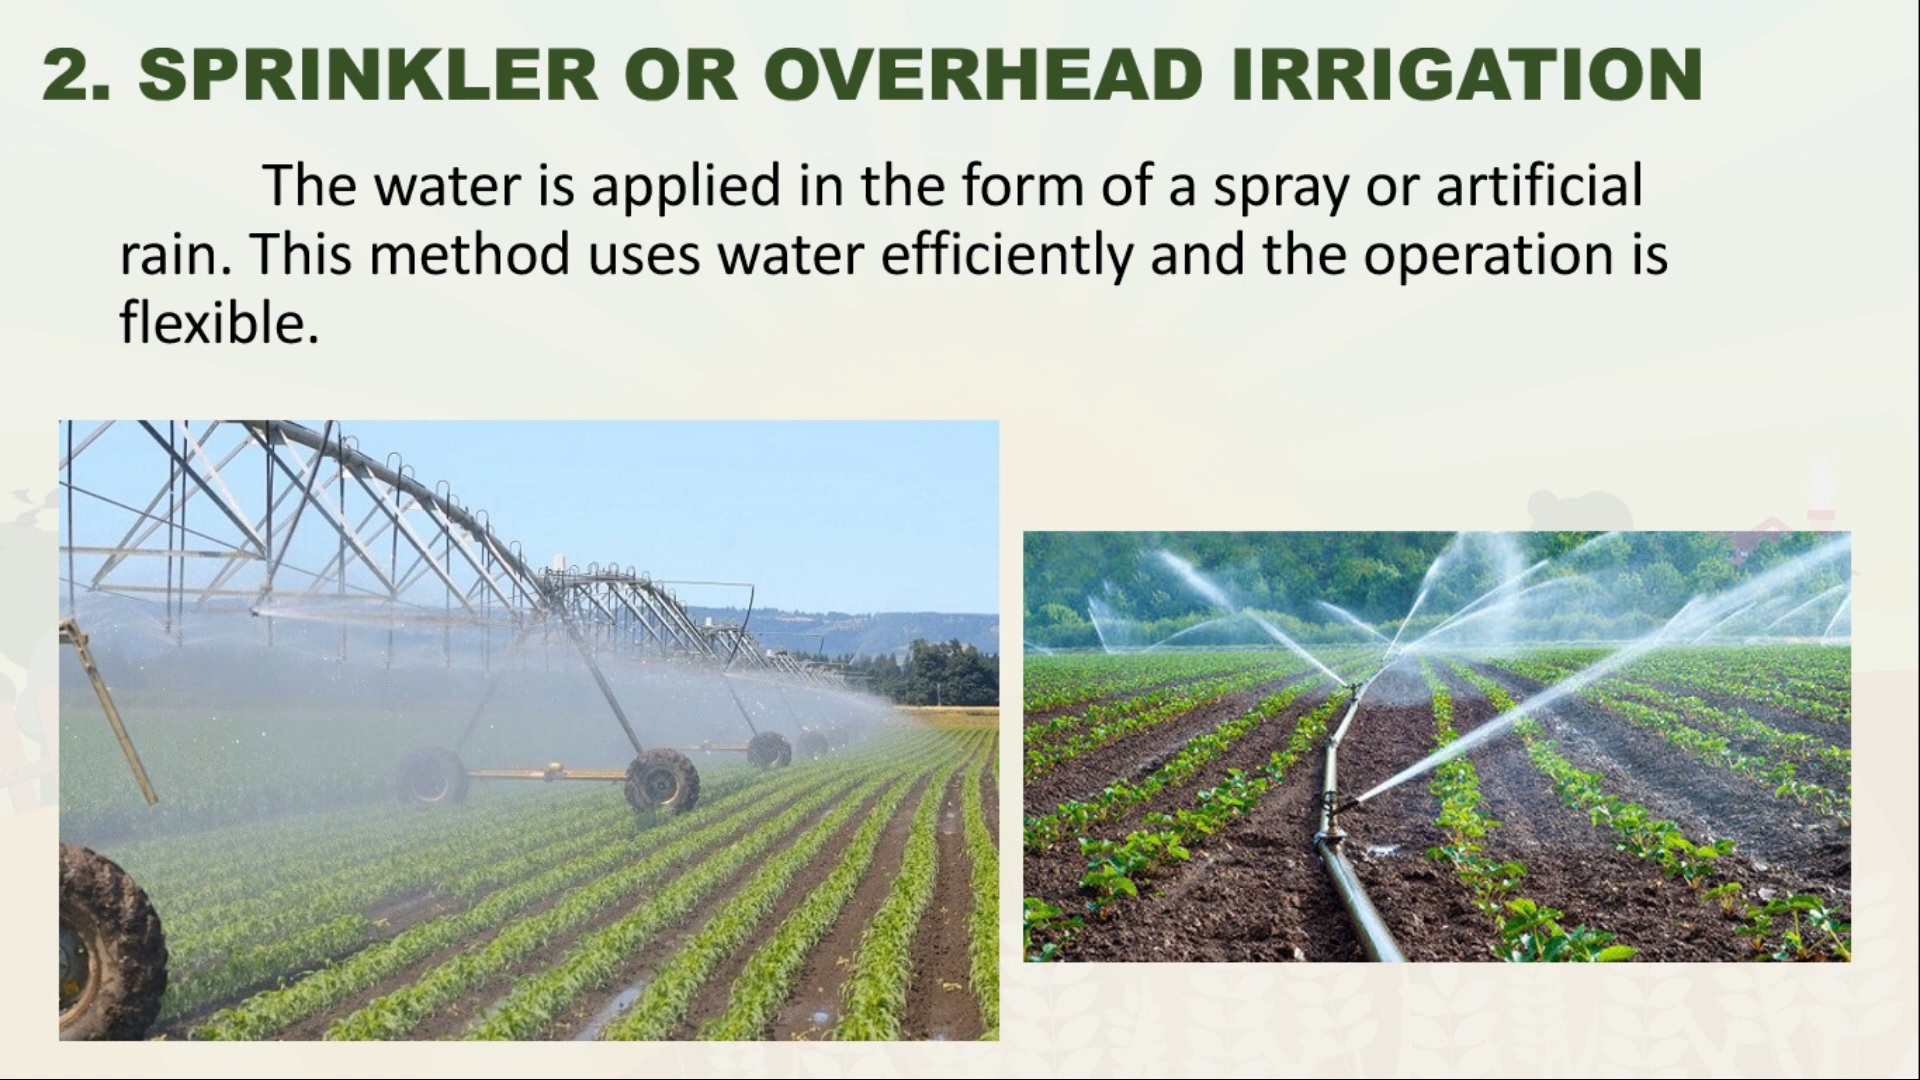 2. SPRINKLER OR OVERHEAD IRRIGATION
The water is applied in the form of a spray or artificial
rain. This method uses water efficiently and the operation is
flexible.